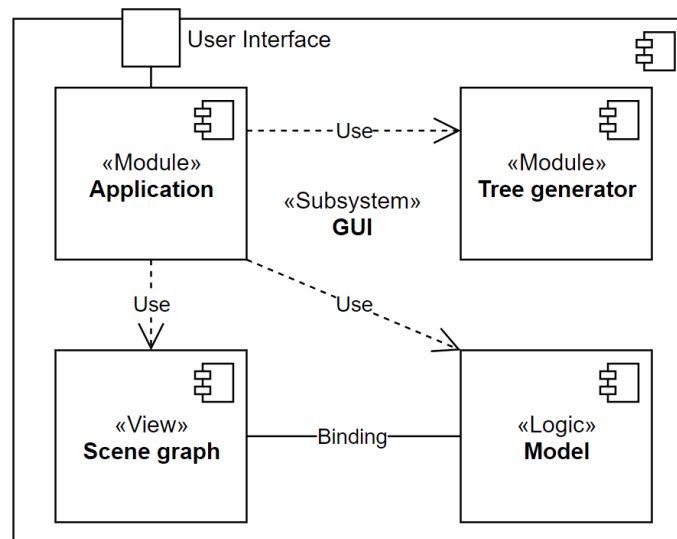 User Interface
«Module»
Application
Use
«Module»
Tree generator
«Subsystem»
GUI
Use
Use
«View»
Scene graph
Binding
«Logic»
Model